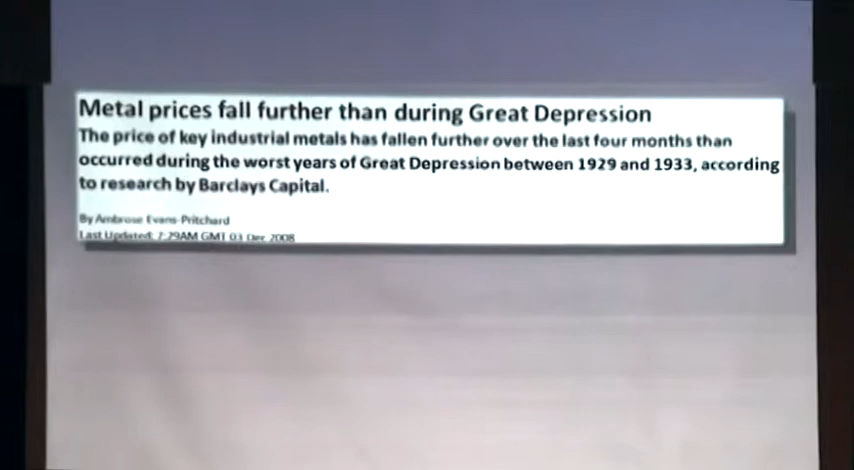 Metal prices fall further than during Great Depression
The price of key industrial metals has fallen further over the last four months than
occurred during the worst years of Great Depression between 1929 and 1933, according
to research by Barclays Capital.
By Ambrose Evans-Pritchard
Last Updated: 7:29AM GMT 03 Dec 2008